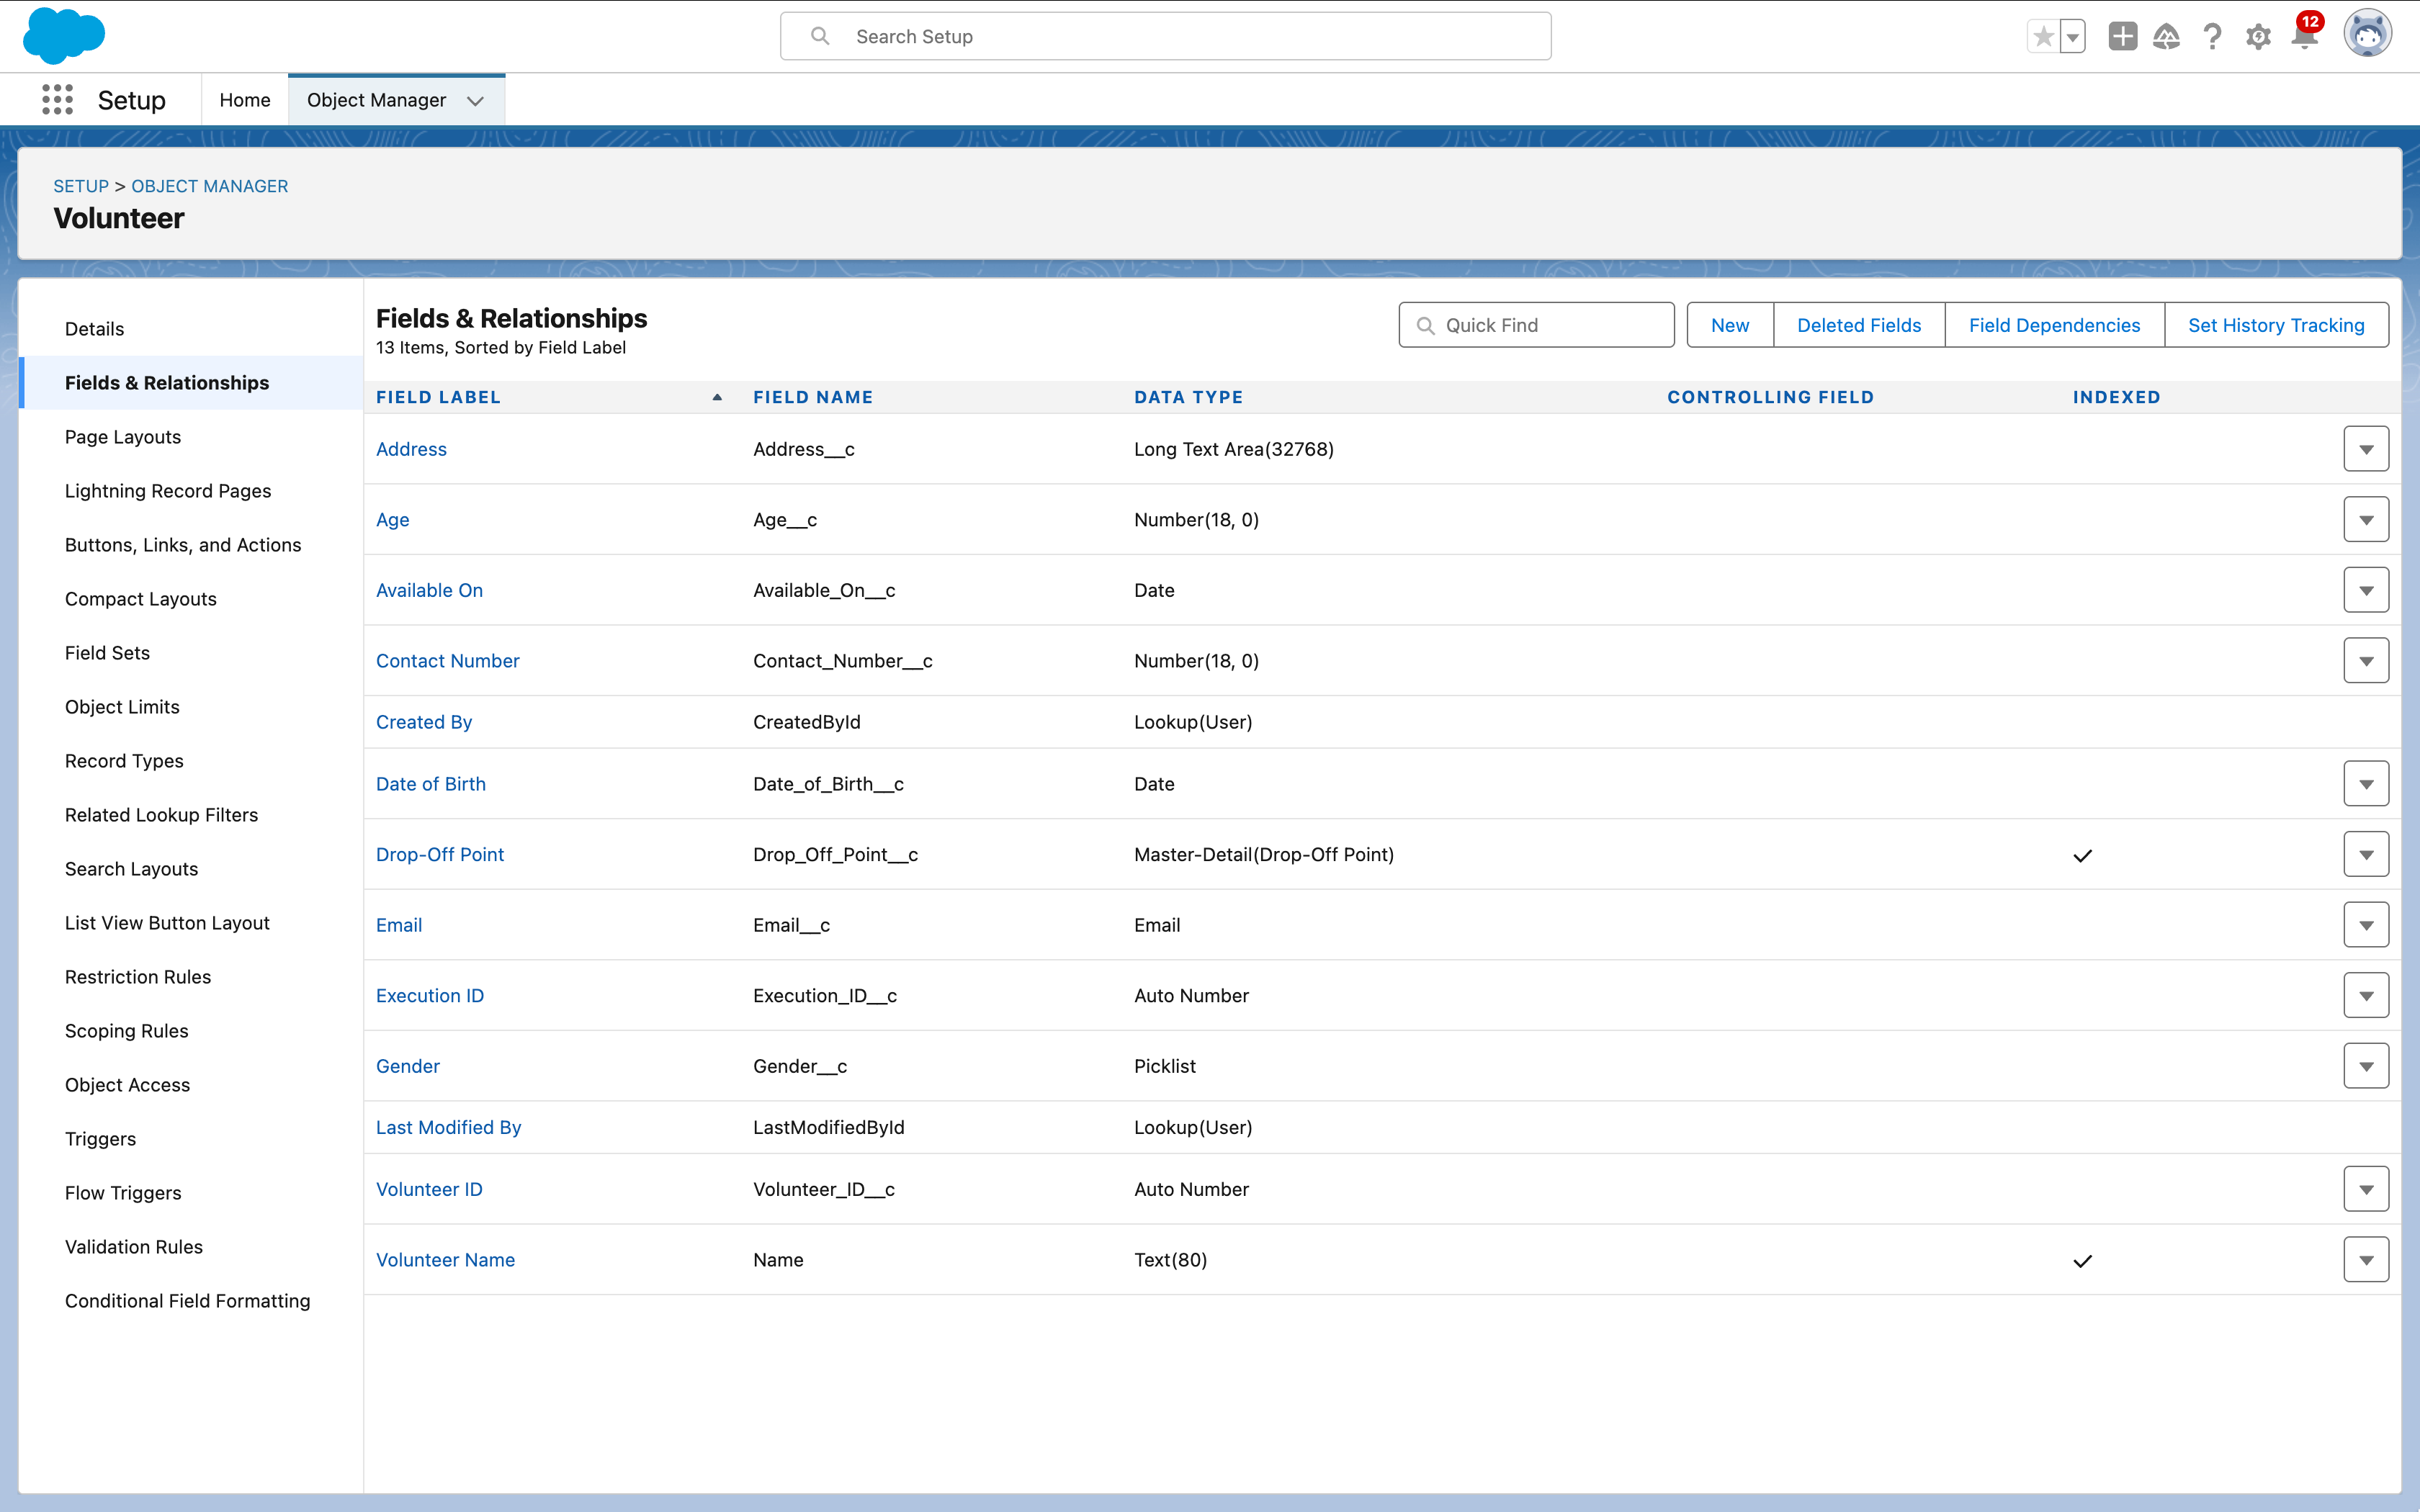 Search Setup
12
Setup
Home
Object Manager
SETUP > OBJECT MANAGER
Volunteer
Details
Fields & Relationships
Page Layouts
Lightning Record Pages
Buttons, Links, and Actions
Compact Layouts
Field Sets
Object Limits
Record Types
Related Lookup Filters
Search Layouts
List View Button Layout
Restriction Rules
Scoping Rules
Object Access
Triggers
Flow Triggers
Validation Rules
Conditional Field Formatting
Fields & Relationships
13 Items, Sorted by Field Label
Quick Find
New
Deleted Fields
Field Dependencies
Set History Tracking
FIELD LABEL FIELD NAME DATA TYPE CONTROLLING FIELD INDEXED
Address Address__c Long Text Area(32768)
Age Age__c Number(18, 0)
Available On Available_On__c Date
Contact Number Contact_Number__c Number(18, 0)
Created By CreatedById Lookup(User)
Date of Birth Date_of_Birth__c Date
Drop-Off Point Drop_Off_Point__c Master-Detail(Drop-Off Point)
Email Email__c Email
Execution ID Execution_ID__c Auto Number
Gender Gender__c Picklist
Last Modified By LastModifiedById Lookup(User)
Volunteer ID Volunteer_ID__c Auto Number
Volunteer Name Name Text(80)